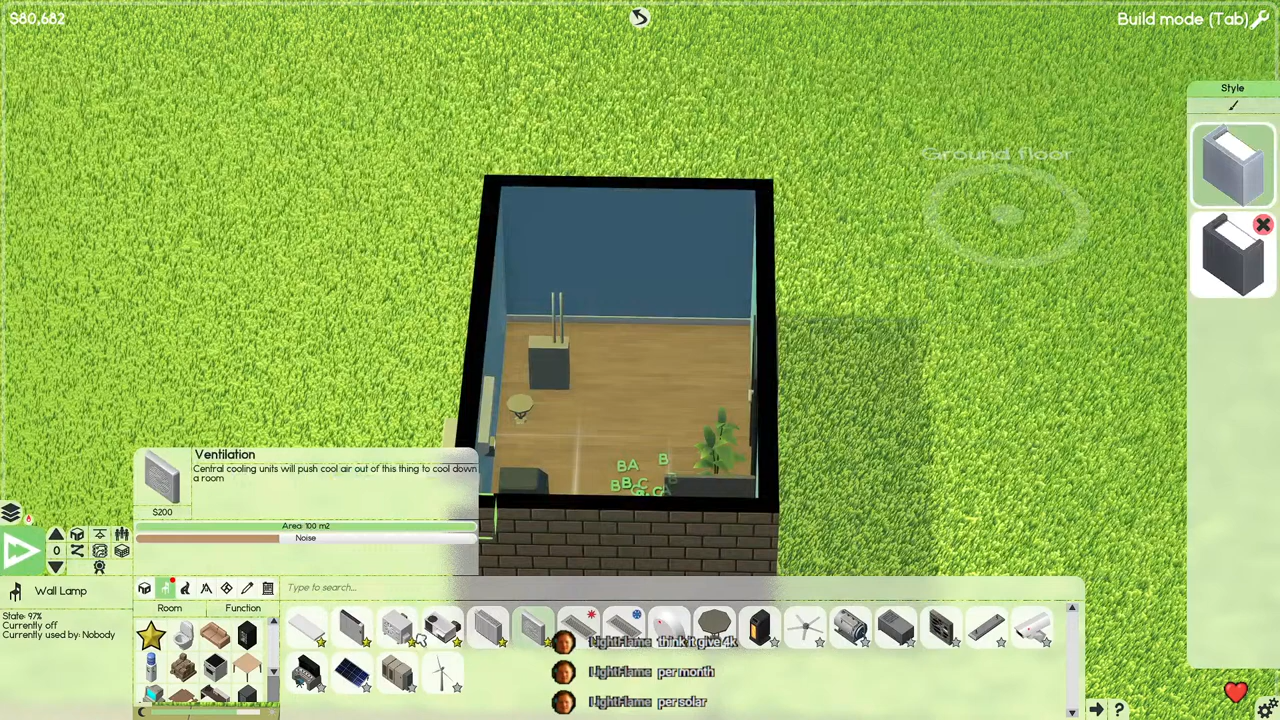 $80,682
Build mode (Tab)
Style
Ground floor
Ventilation
Central cooling units will push cool air out of this thing to cool down
a room
$200
Area: 100 m2
Noise
0
Wall Lamp
Type to search...
Room
Function
State: 97%
Currently off
Currently used by: Nobody
LightFlame think it give 4k
LightFlame per month
LightFlame per solar
?